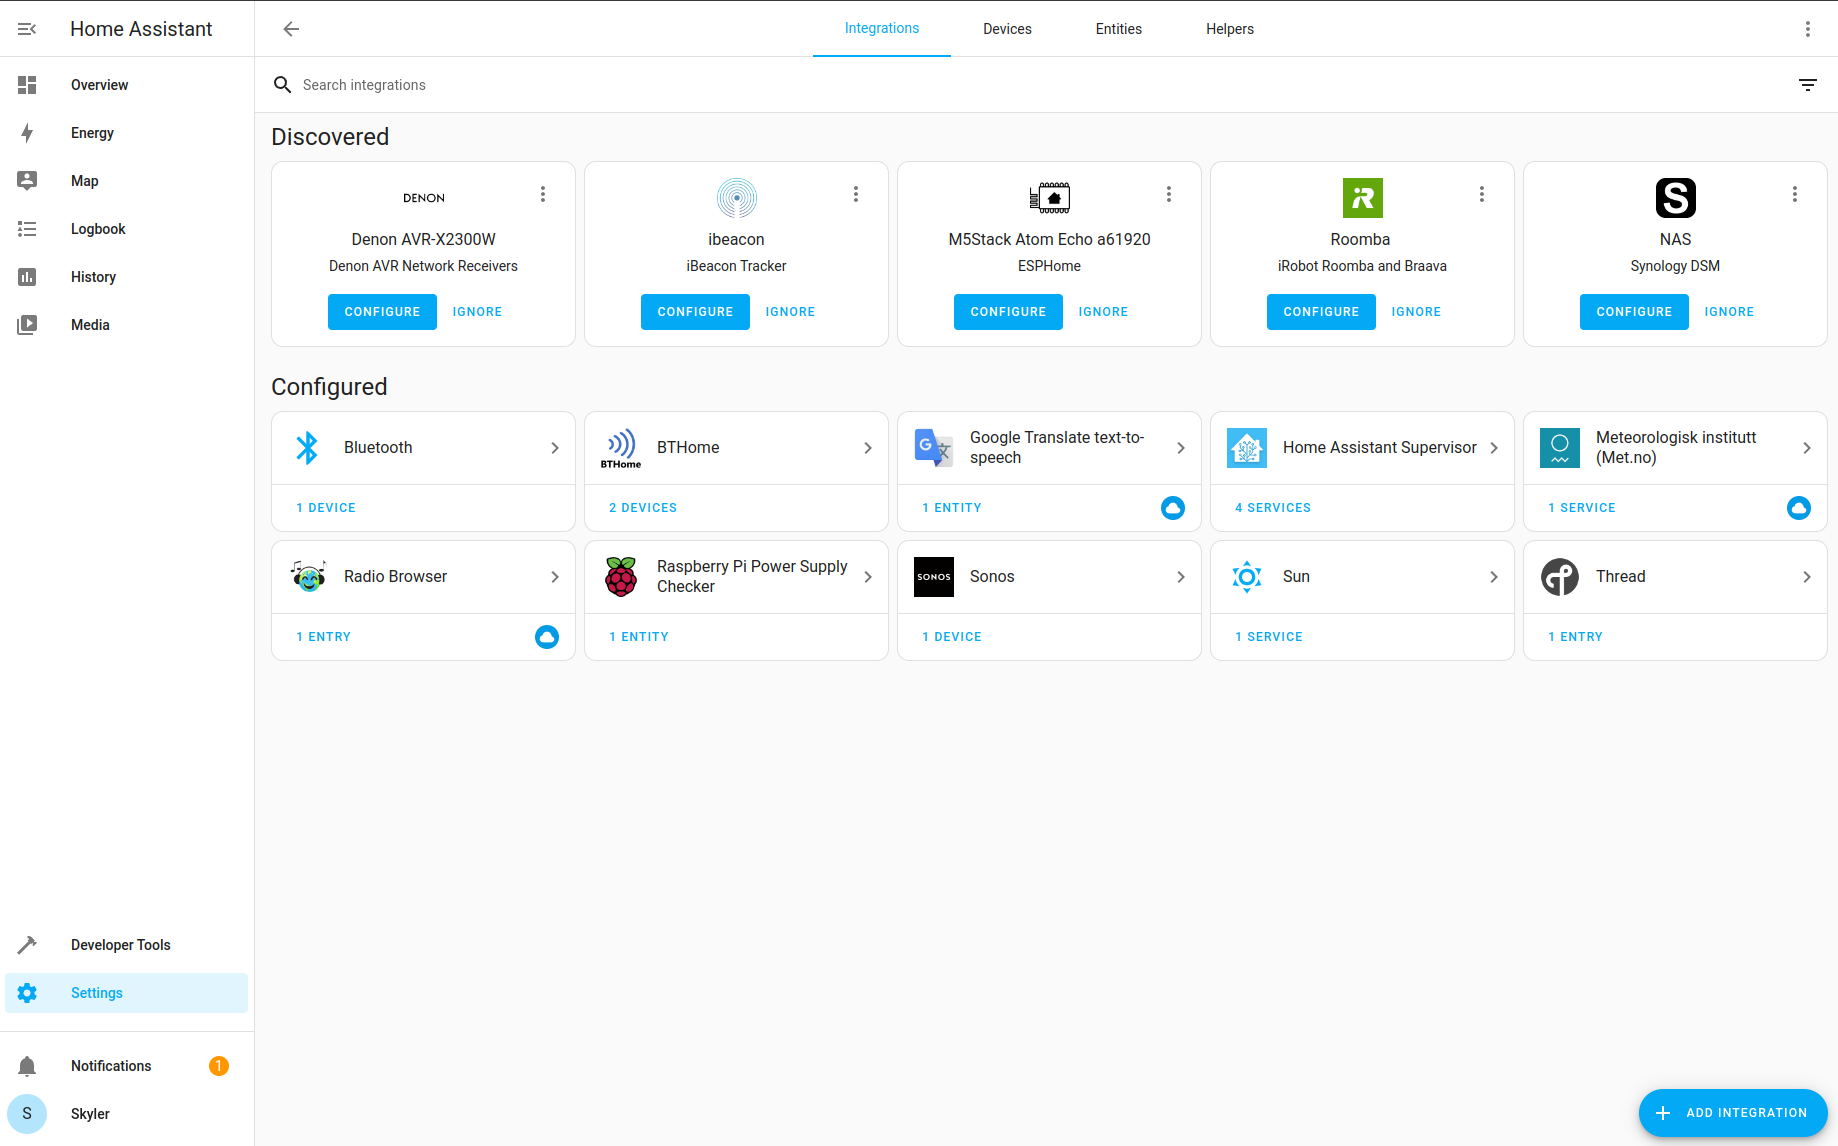 Home Assistant
Integrations
Devices
Entities
Helpers
Search integrations
Overview
Energy
Map
Logbook
History
Media
Developer Tools
Settings
Notifications
1
S
Skyler
Discovered
DENON
Denon AVR-X2300W
Denon AVR Network Receivers
CONFIGURE
IGNORE
ibeacon
iBeacon Tracker
CONFIGURE
IGNORE
M5Stack Atom Echo a61920
ESPHome
CONFIGURE
IGNORE
R
Roomba
iRobot Roomba and Braava
CONFIGURE
IGNORE
S
NAS
Synology DSM
CONFIGURE
IGNORE
Configured
Bluetooth
1 DEVICE
BTHome
BTHome
2 DEVICES
G 文
Google Translate text-to-
speech
1 ENTITY
Home Assistant Supervisor
4 SERVICES
Meteorologisk institutt
(Met.no)
1 SERVICE
Radio Browser
1 ENTRY
Raspberry Pi Power Supply
Checker
1 ENTITY
SONOS
Sonos
1 DEVICE
Sun
1 SERVICE
Thread
1 ENTRY
ADD INTEGRATION